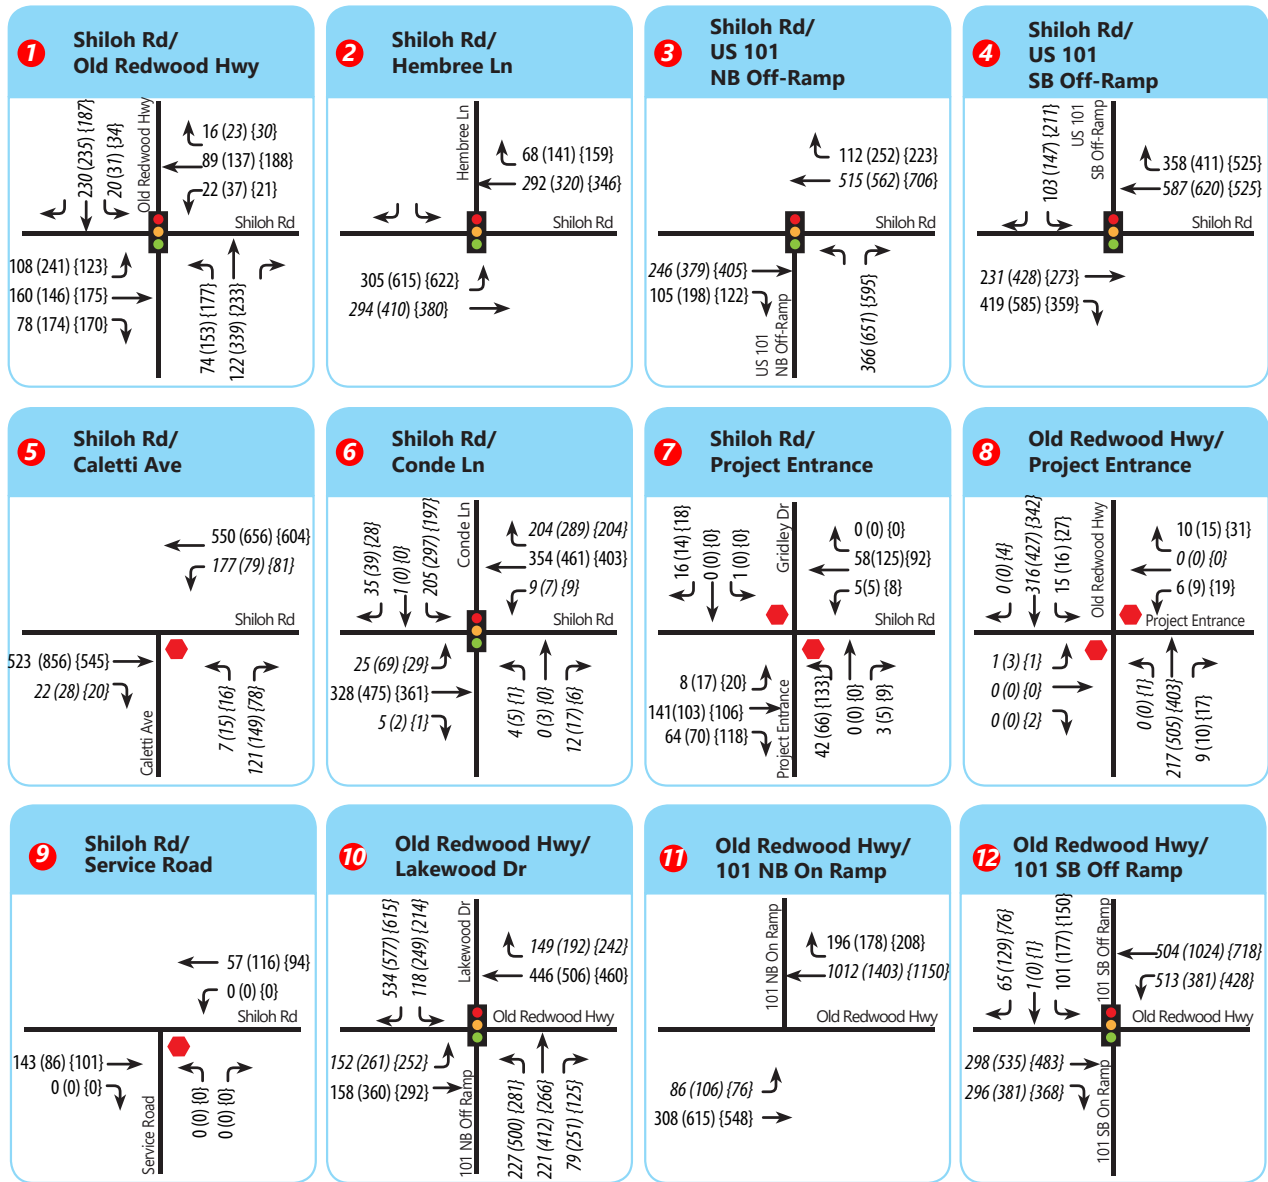 1
Shiloh Rd/
Old Redwood Hwy
230 (235) {187}
20 (31) {34}
Old Redwood Hwy
16 (23) {30}
89 (137) {188}
22 (37) {21}
Shiloh Rd
108 (241) {123}
160 (146) {175}
78 (174) {170}
74 (153) {177}
122 (339) {233}
2
Shiloh Rd/
Hembree Ln
Hembree Ln
68 (141) {159}
292 (320) {346}
Shiloh Rd
305 (615) {622}
294 (410) {380}
3
Shiloh Rd/
US 101
NB Off-Ramp
112 (252) {223}
515 (562) {706}
Shiloh Rd
246 (379) {405}
105 (198) {122}
US 101
NB Off-Ramp
366 (651) {595}
4
Shiloh Rd/
US 101
SB Off-Ramp
103 (147) {211}
US 101
SB Off-Ramp
358 (411) {525}
587 (620) {525}
Shiloh Rd
231 (428) {273}
419 (585) {359}
5
Shiloh Rd/
Caletti Ave
550 (656) {604}
177 (79) {81}
Shiloh Rd
523 (856) {545}
22 (28) {20}
Caletti Ave
7 (15) {16}
121 (149) {78}
6
Shiloh Rd/
Conde Ln
35 (39) {28}
1 (0) {0}
205 (297) {197}
Conde Ln
204 (289) {204}
354 (461) {403}
9 (7) {9}
Shiloh Rd
25 (69) {29}
328 (475) {361}
5 (2) {1}
4 (5) {1}
0 (3) {0}
12 (17) {6}
7
Shiloh Rd/
Project Entrance
16 (14) {18}
0 (0) {0}
1 (0) {0}
Gridley Dr
0 (0) {0}
58(125){92}
5(5) {8}
Shiloh Rd
8 (17) {20}
141(103) {106}
64 (70) {118}
Project Entrance
42 (66) {133}
0 (0) {0}
3 (5) {9}
8
Old Redwood Hwy/
Project Entrance
0 (0) {4}
316 (427) {342}
15 (16) {27}
Old Redwood Hwy
10 (15) {31}
0 (0) {0}
6 (9) {19}
Project Entrance
1 (3) {1}
0 (0) {0}
0 (0) {2}
0 (0) {1}
217 (505) {403}
9 (10) {17}
9
Shiloh Rd/
Service Road
57 (116) {94}
0 (0) {0}
Shiloh Rd
143 (86) {101}
0 (0) {0}
Service Road
0 (0) {0}
0 (0) {0}
10
Old Redwood Hwy/
Lakewood Dr
534 (577) {615}
118 (249) {214}
Lakewood Dr
149 (192) {242}
446 (506) {460}
Old Redwood Hwy
152 (261) {252}
158 (360) {292}
101 NB Off Ramp
227 (500) {281}
221 (412) {266}
79 (251) {125}
11
Old Redwood Hwy/
101 NB On Ramp
101 NB On Ramp
196 (178) {208}
1012 (1403) {1150}
Old Redwood Hwy
86 (106) {76}
308 (615) {548}
12
Old Redwood Hwy/
101 SB Off Ramp
65 (129) {76}
1 (0) {1}
101 (177) {150}
101 SB Off Ramp
504 (1024) {718}
513 (381) {428}
Old Redwood Hwy
298 (535) {483}
296 (381) {368}
101 SB On Ramp